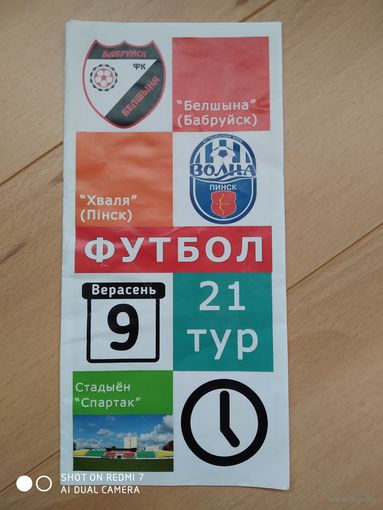 БАБРУЙСК
ФК
БЕЛШЫНА
"Белшына"
(Бабруйск)
"Хваля"
(Пінск)
ВОЛНА
ПИНСК
ФУТБОЛ
Верасень
9
21
тур
Стадыён
"Спартак"
SHOT ON REDMI 7
AI DUAL CAMERA